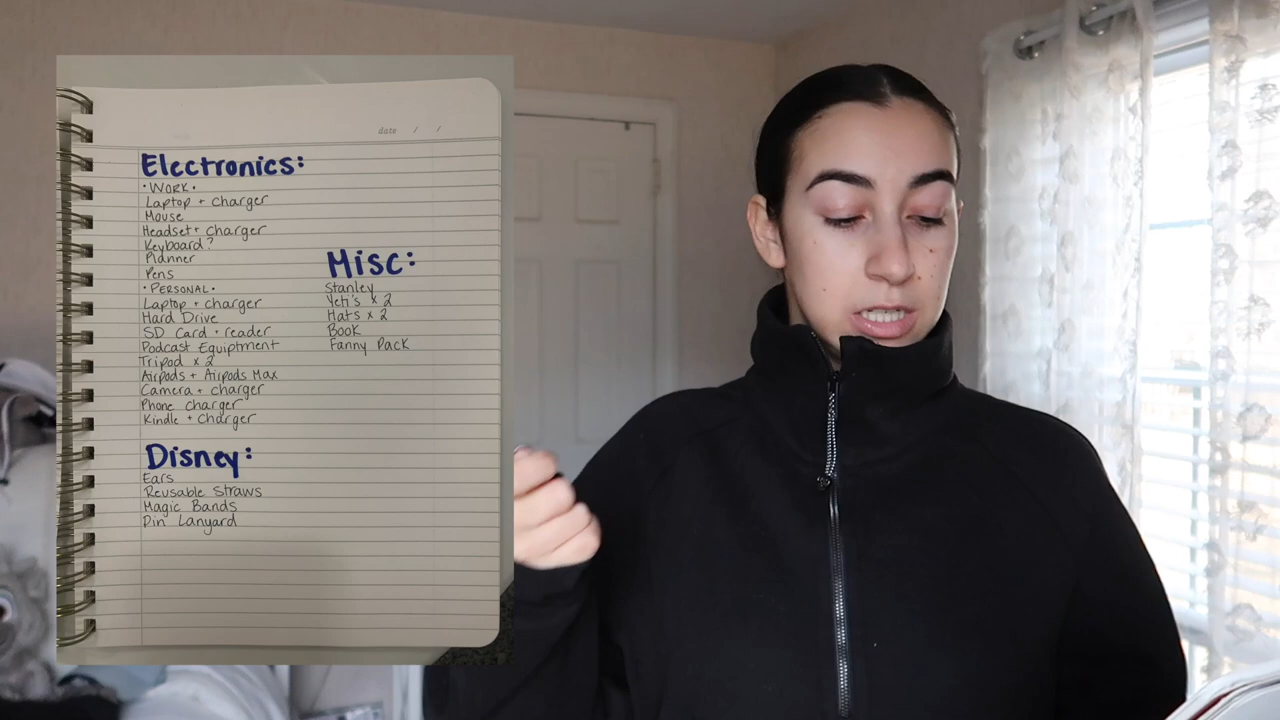 date / /
Electronics:
• WORK •
Laptop + charger
Mouse
Headset + charger
Keyboard?
Planner
Pens
• PERSONAL •
Laptop + charger
Hard Drive
SD Card + reader
Podcast Equiptment
Tripod x 2
Airpods + Airpods Max
Camera + charger
Phone charger
Kindle + charger
Disney:
Ears
Reusable Straws
Magic Bands
Pin Lanyard
Misc:
Stanley
Yeti's x 2
Hats x 2
Book
Fanny Pack